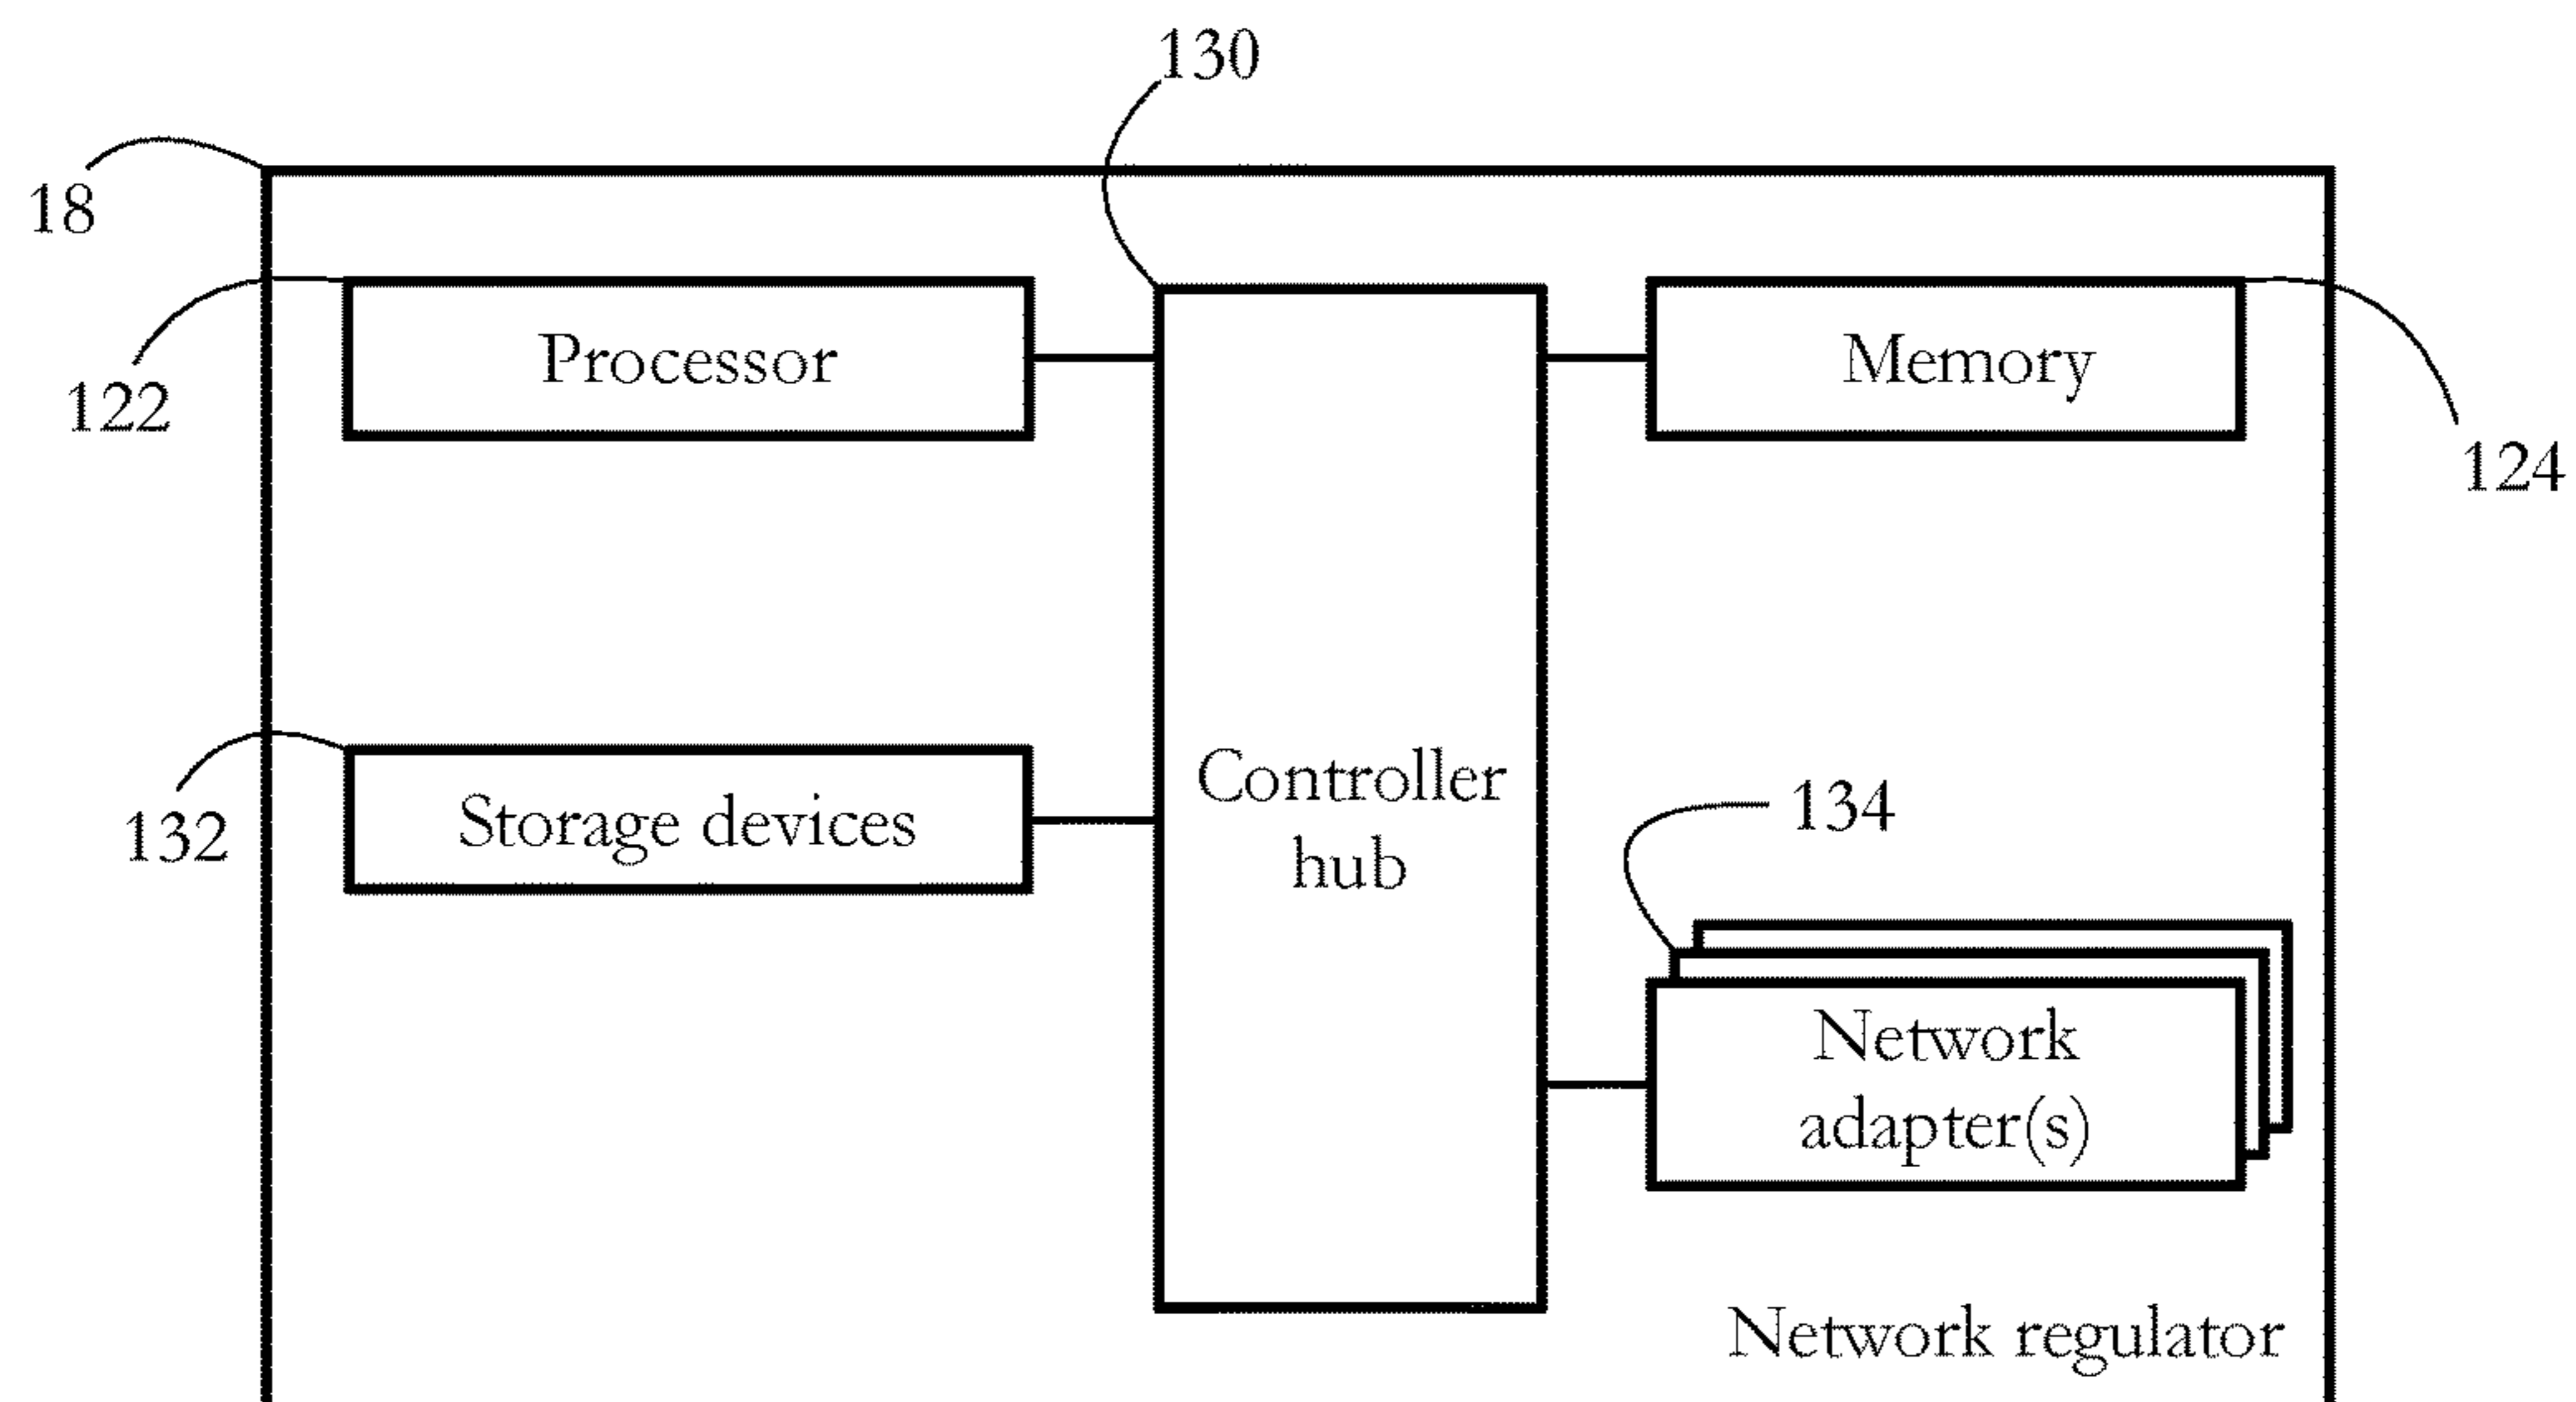 130
18
Processor
Memory
122
124
Controller
hub
Storage devices
132
134
Network
adapter(s)
Network regulator